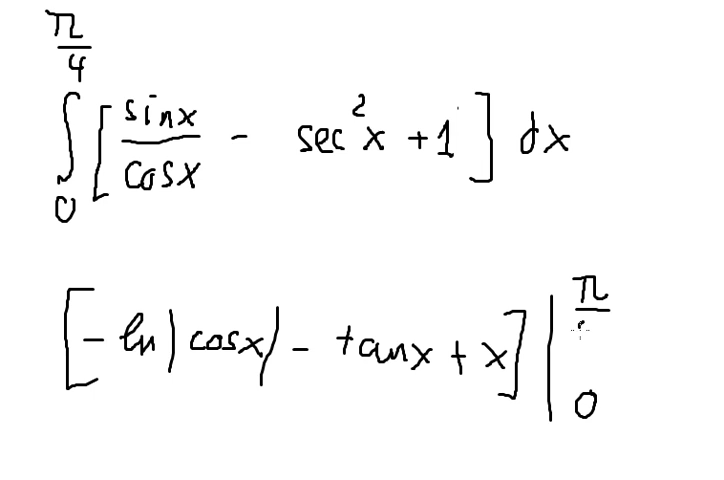 ∫₀^(π/4) [sinx/cosx - sec²x + 1] dx
[- ln|cosx| - tanx + x] |₀^π